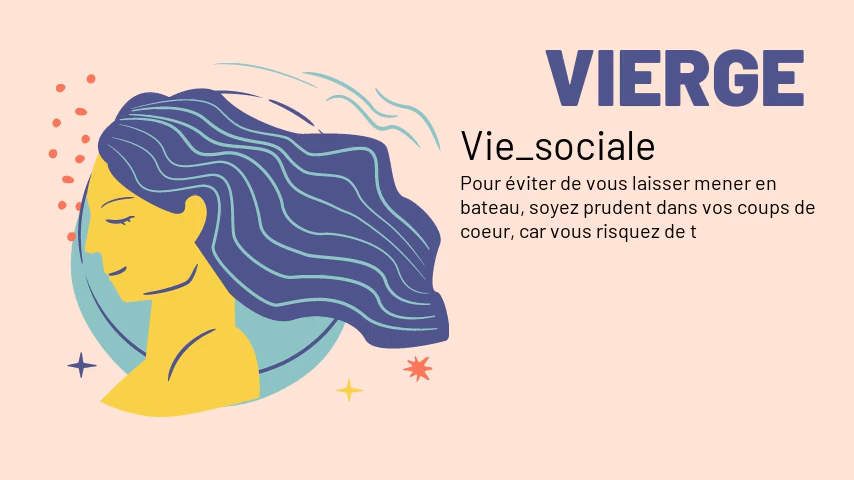 VIERGE
Vie_sociale
Pour éviter de vous laisser mener en
bateau, soyez prudent dans vos coups de
coeur, car vous risquez de t